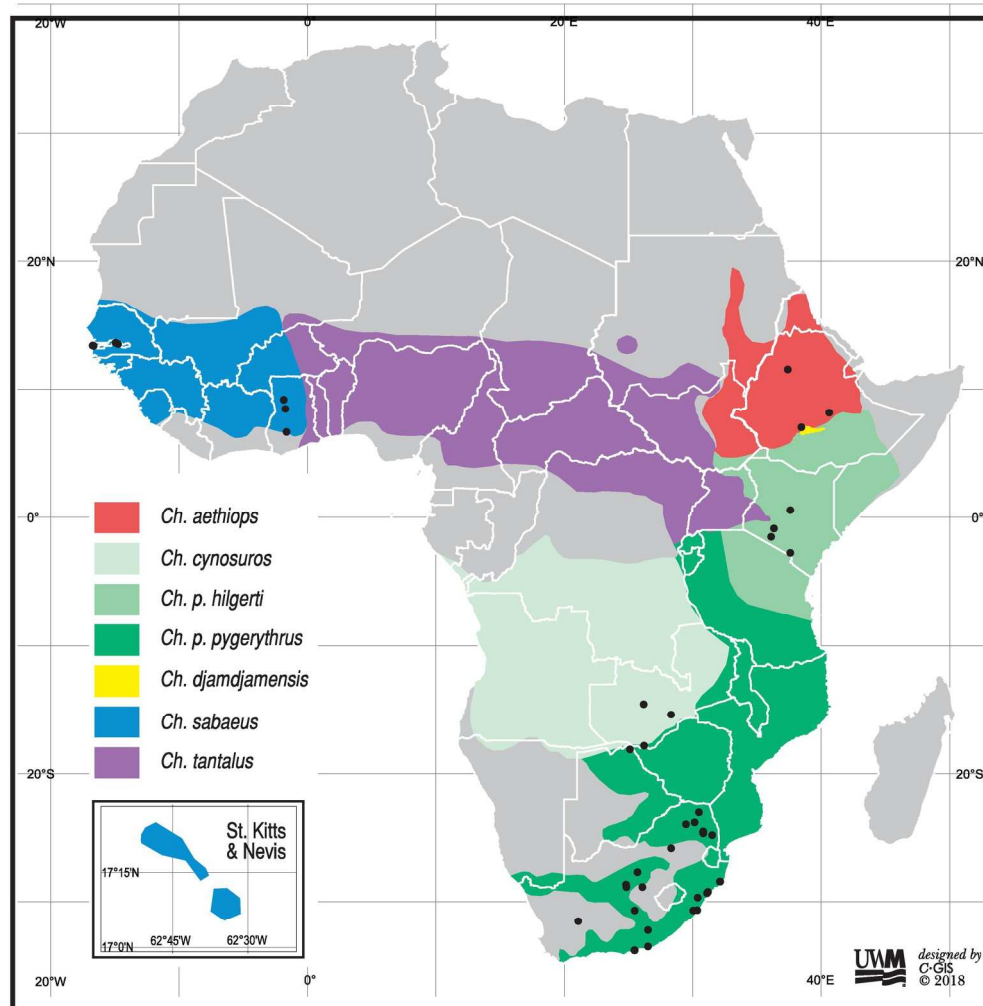 20°W
0°
20°E
40°E
20°N
20°N
0°
0°
20°S
20°S
Ch. aethiops
Ch. cynosuros
Ch. p. hilgerti
Ch. p. pygerythrus
Ch. djamdjamensis
Ch. sabaeus
Ch. tantalus
St. Kitts
& Nevis
17°15'N
17°0'N
62°45'W
62°30'W
20°W
0°
40°E
UWM
designed by
C·GIS
© 2018